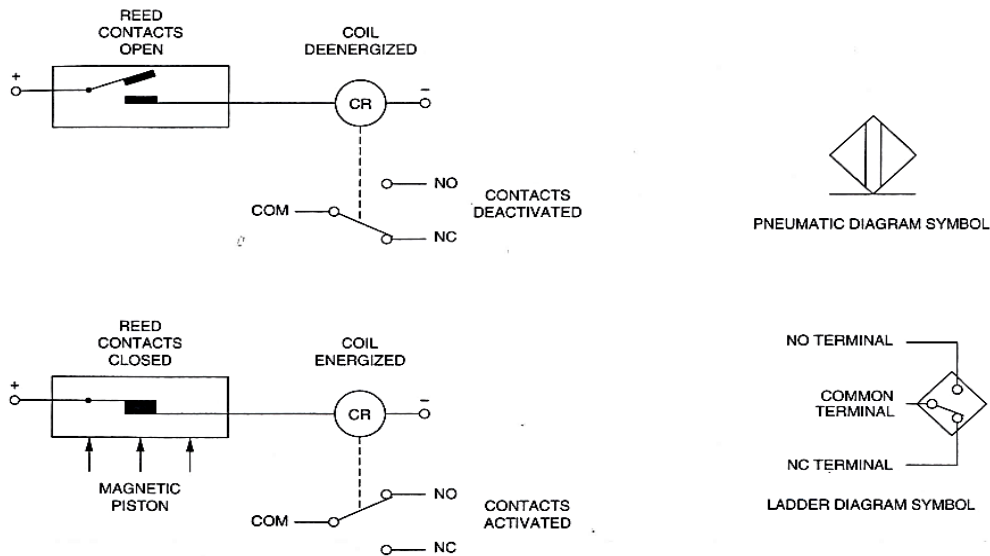 REED
CONTACTS
OPEN
COIL
DEENERGIZED
+
CR
−
NO
COM
NC
CONTACTS
DEACTIVATED
PNEUMATIC DIAGRAM SYMBOL
REED
CONTACTS
CLOSED
COIL
ENERGIZED
+
CR
−
MAGNETIC
PISTON
NO
COM
NC
CONTACTS
ACTIVATED
NO TERMINAL
COMMON
TERMINAL
NC TERMINAL
LADDER DIAGRAM SYMBOL